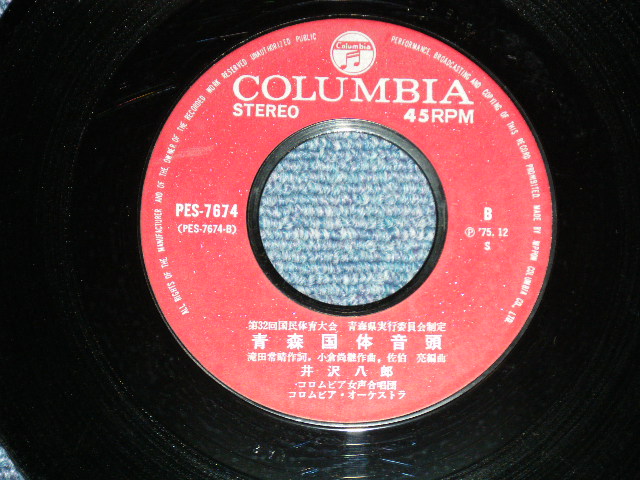 ALL RIGHTS OF THE MANUFACTURER AND OF THE OWNER OF THE RECORDED WORK RESERVED UNAUTHORIZED PUBLIC PERFORMANCE, BROADCASTING AND COPYING OF THIS RECORD PROHIBITED. MADE BY NIPPON COLUMBIA CO., LTD.
Columbia
COLUMBIA
STEREO 45RPM
PES-7674 B
(PES-7674-B) Ⓟ '75.12
S
第32回国民体育大会 青森県実行委員会制定
青森国体音頭
滝田常晴作詞, 小倉尚継作曲, 佐伯 亮編曲
井沢八郎
コロムビア女声合唱団
コロムビア・オーケストラ